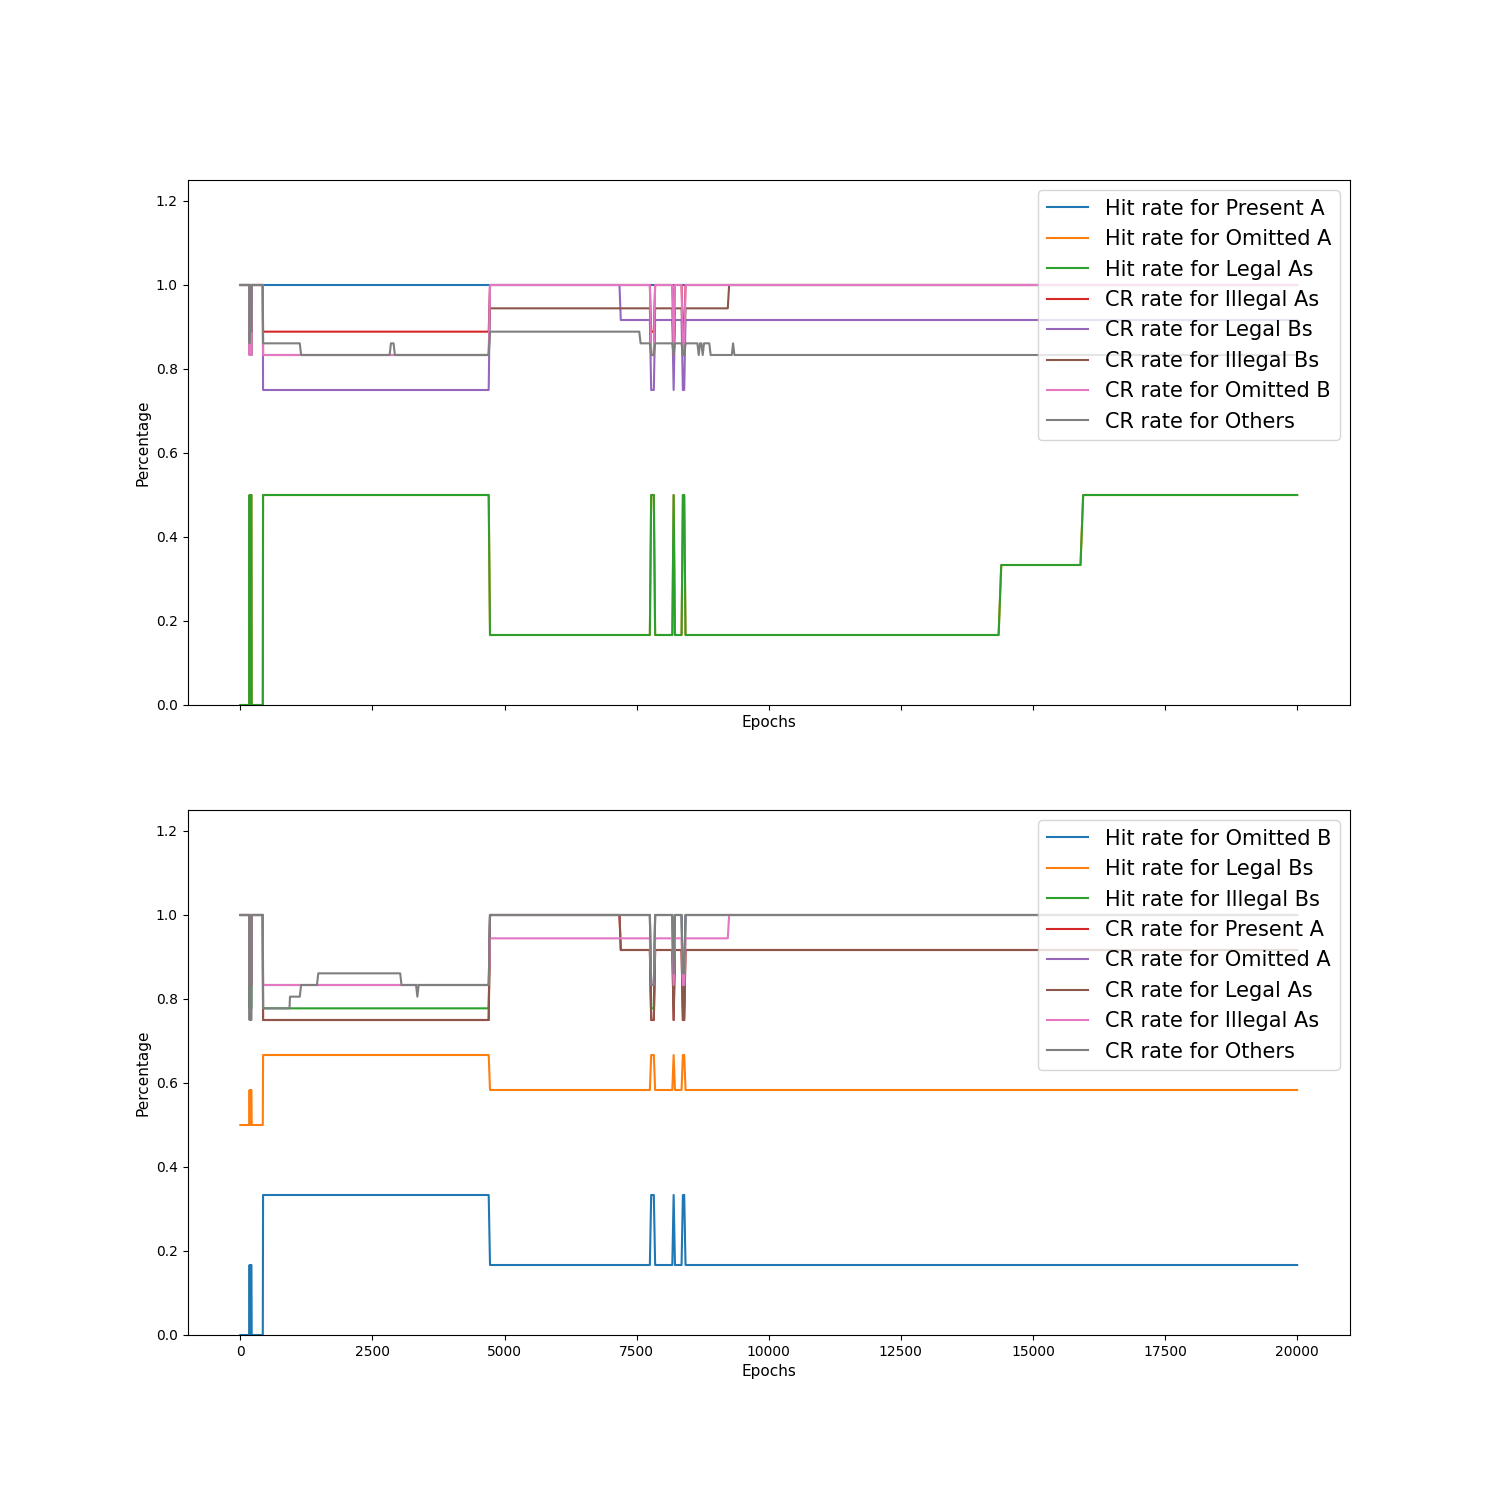 1.2
1.0
0.8
0.6
0.4
0.2
0.0
Percentage
Epochs
Hit rate for Present A
Hit rate for Omitted A
Hit rate for Legal As
CR rate for Illegal As
CR rate for Legal Bs
CR rate for Illegal Bs
CR rate for Omitted B
CR rate for Others
1.2
1.0
0.8
0.6
0.4
0.2
0.0
Percentage
0 2500 5000 7500 10000 12500 15000 17500 20000
Epochs
Hit rate for Omitted B
Hit rate for Legal Bs
Hit rate for Illegal Bs
CR rate for Present A
CR rate for Omitted A
CR rate for Legal As
CR rate for Illegal As
CR rate for Others